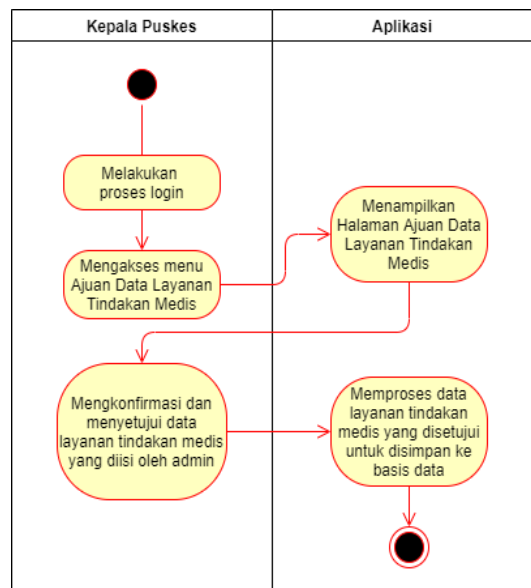 Kepala Puskes
Aplikasi
Melakukan
proses login
Mengakses menu
Ajuan Data Layanan
Tindakan Medis
Menampilkan
Halaman Ajuan Data
Layanan Tindakan
Medis
Mengkonfirmasi dan
menyetujui data
layanan tindakan medis
yang diisi oleh admin
Memproses data
layanan tindakan
medis yang disetujui
untuk disimpan ke
basis data